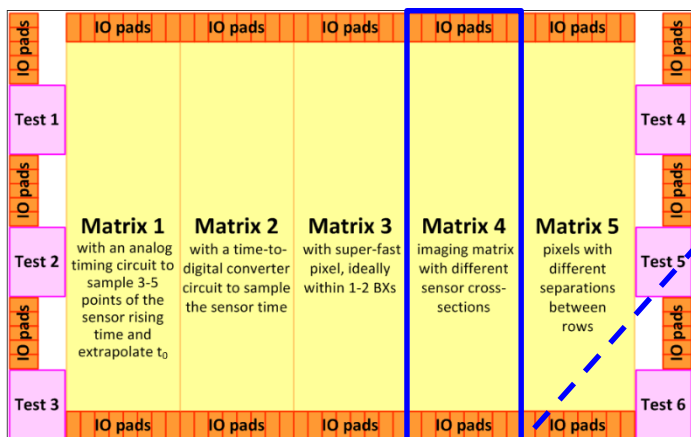 IO pads IO pads IO pads IO pads IO pads
IO pads
IO pads
Test 1
Test 4
IO pads
IO pads
Matrix 1
with an analog
timing circuit to
sample 3-5
points of the
sensor rising
time and
extrapolate t₀
Matrix 2
with a time-to-
digital converter
circuit to sample
the sensor time
Matrix 3
with super-fast
pixel, ideally
within 1-2 BXs
Matrix 4
imaging matrix
with different
sensor cross-
sections
Matrix 5
pixels with
different
separations
between
rows
Test 2
Test 5
IO pads
IO pads
Test 3
Test 6
IO pads IO pads IO pads IO pads IO pads